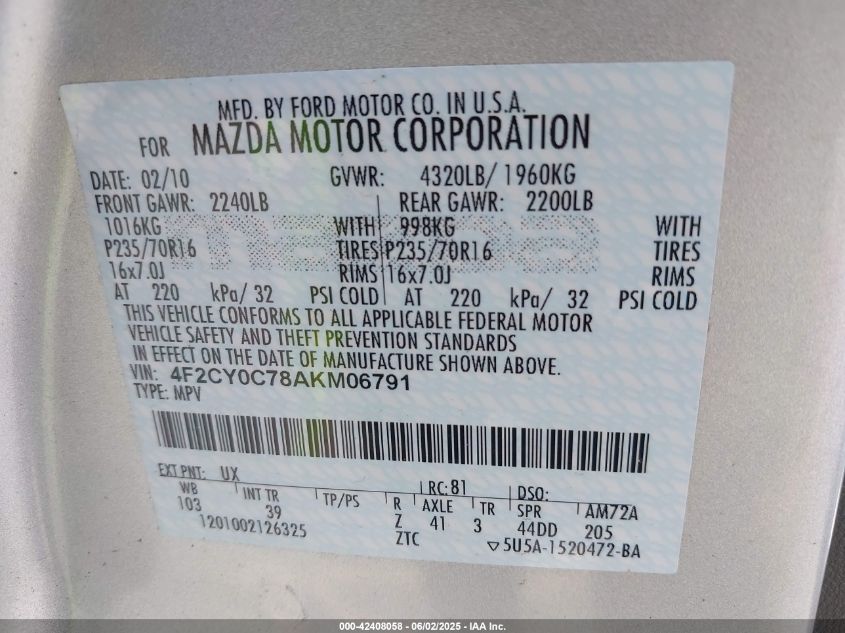 MFD. BY FORD MOTOR CO. IN U.S.A.
FOR MAZDA MOTOR CORPORATION
DATE: 02/10 GVWR: 4320LB/ 1960KG
FRONT GAWR: 2240LB REAR GAWR: 2200LB
1016KG WITH 998KG WITH
P235/70R16 TIRES P235/70R16 TIRES
16x7.0J RIMS 16x7.0J RIMS
AT 220 kPa/ 32 PSI COLD AT 220 kPa/ 32 PSI COLD
THIS VEHICLE CONFORMS TO ALL APPLICABLE FEDERAL MOTOR
VEHICLE SAFETY AND THEFT PREVENTION STANDARDS
IN EFFECT ON THE DATE OF MANUFACTURE SHOWN ABOVE.
VIN: 4F2CY0C78AKM06791
TYPE: MPV
EXT PNT: UX RC: 81 DSO:
WB INT TR TP/PS R AXLE TR SPR AM72A
103 39 Z 41 3 44DD 205
1201002126325 ZTC ▽5U5A-1520472-BA
000-42408058 - 06/02/2025 - IAA Inc.